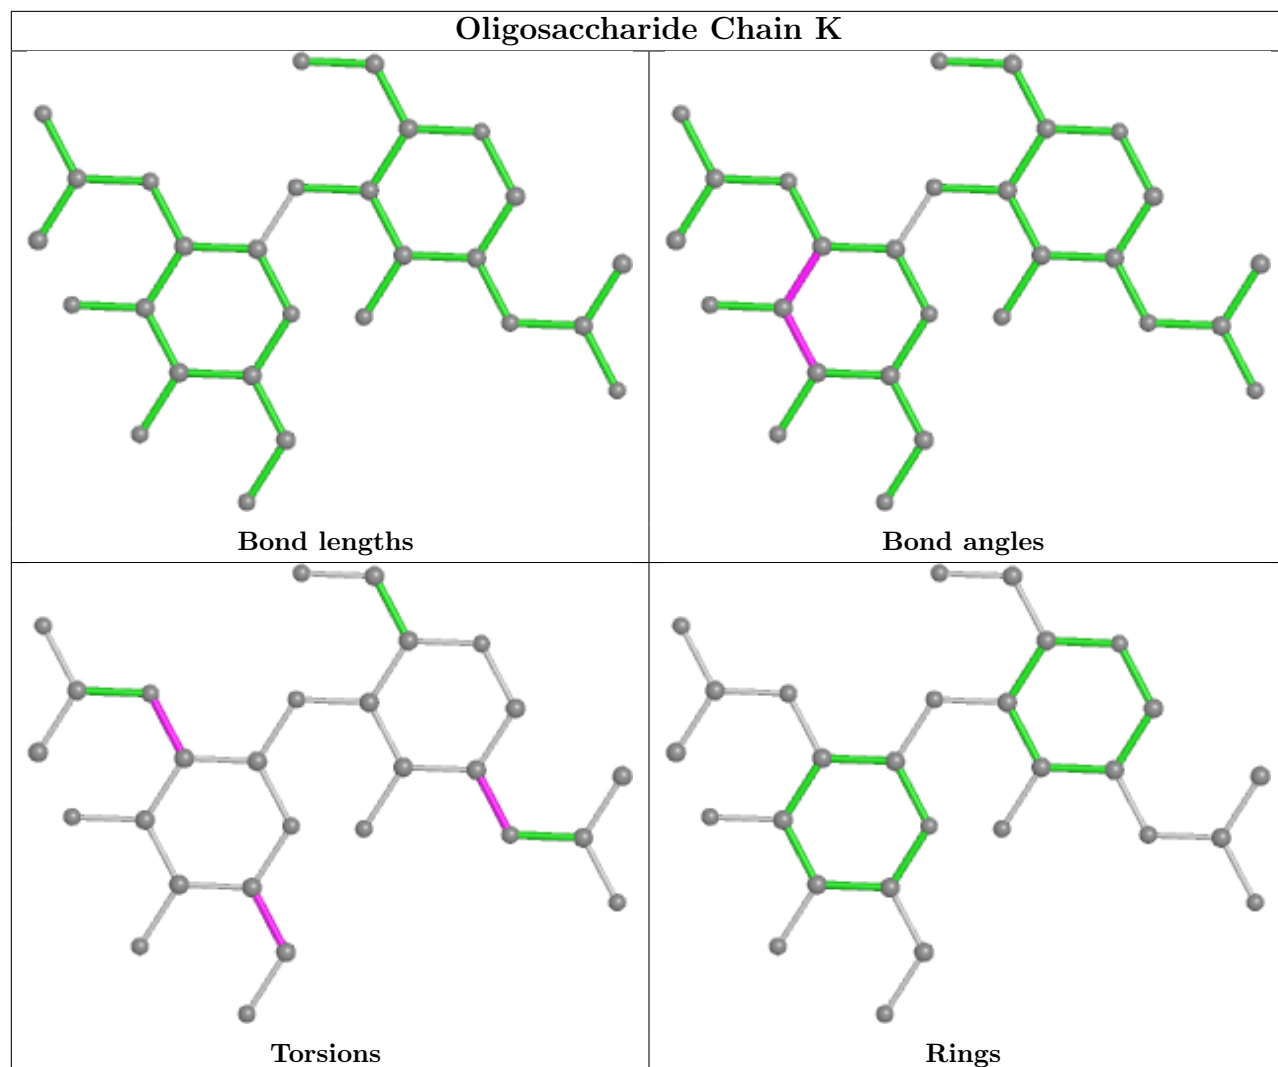 Oligosaccharide Chain K
Bond lengths
Bond angles
Torsions
Rings